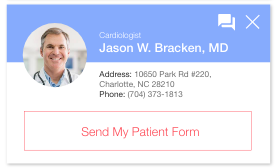 Cardiologist
Jason W. Bracken, MD
Address: 10650 Park Rd #220,
Charlotte, NC 28210
Phone: (704) 373-1813
Send My Patient Form